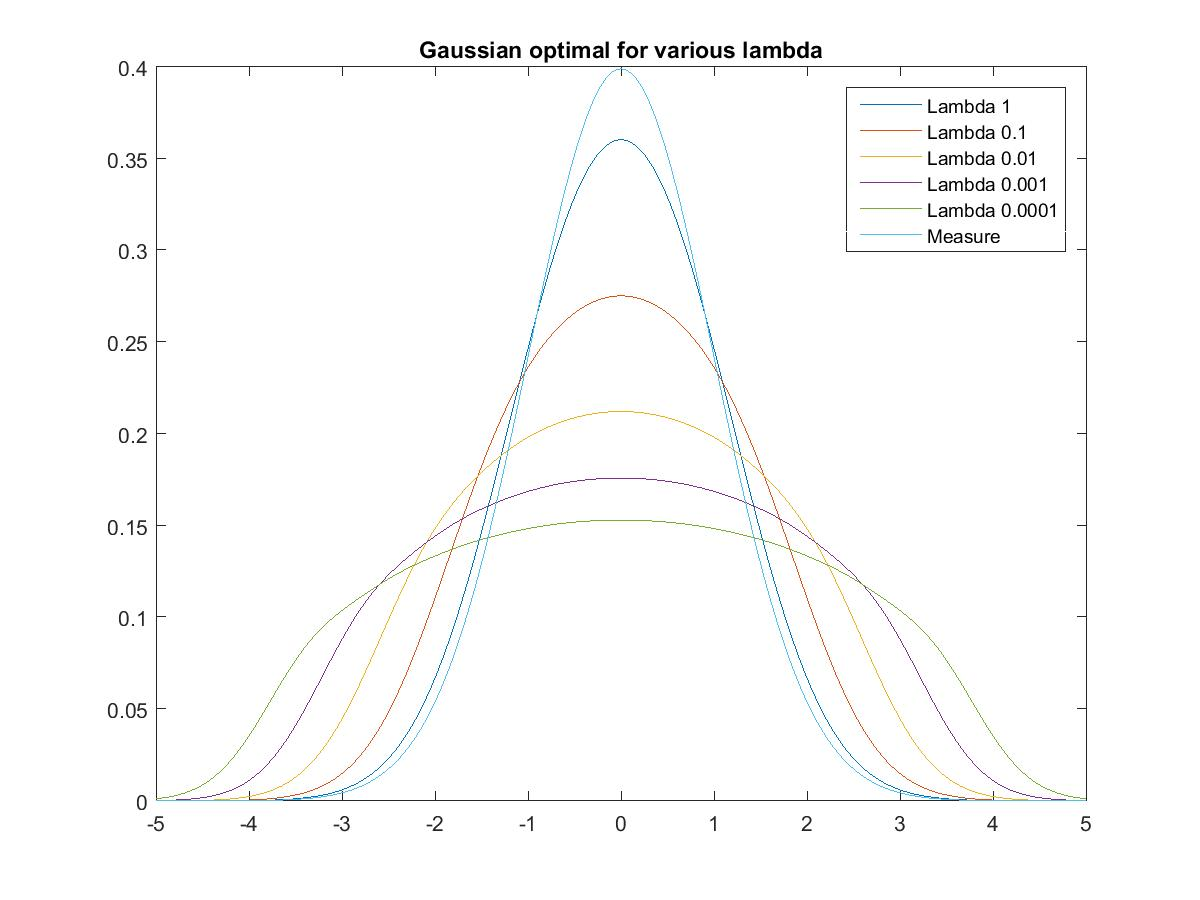 Gaussian optimal for various lambda
Lambda 1
Lambda 0.1
Lambda 0.01
Lambda 0.001
Lambda 0.0001
Measure
0.4
0.35
0.3
0.25
0.2
0.15
0.1
0.05
0
-5 -4 -3 -2 -1 0 1 2 3 4 5